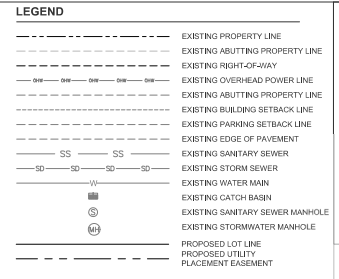 LEGEND
EXISTING PROPERTY LINE
EXISTING ABUTTING PROPERTY LINE
EXISTING RIGHT-OF-WAY
OHW OHW OHW OHW EXISTING OVERHEAD POWER LINE
EXISTING ABUTTING PROPERTY LINE
EXISTING BUILDING SETBACK LINE
EXISTING PARKING SETBACK LINE
EXISTING EDGE OF PAVEMENT
SS SS EXISTING SANITARY SEWER
SD SD SD SD EXISTING STORM SEWER
W EXISTING WATER MAIN
EXISTING CATCH BASIN
S EXISTING SANITARY SEWER MANHOLE
MH EXISTING STORMWATER MANHOLE
PROPOSED LOT LINE
PROPOSED UTILITY
PLACEMENT EASEMENT